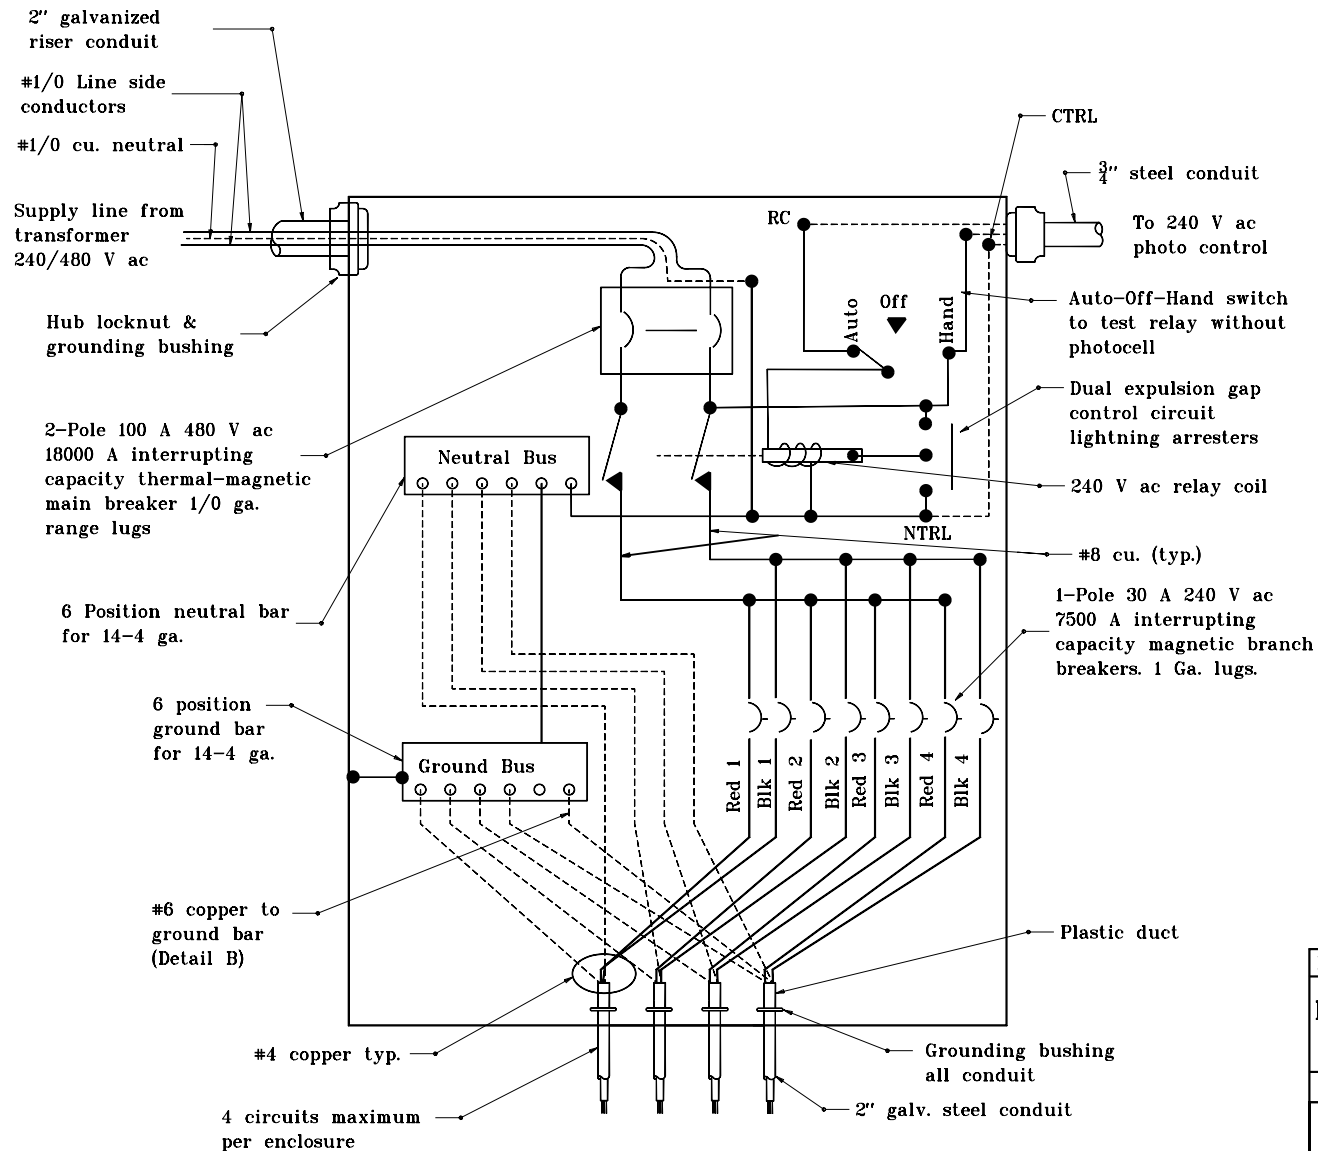 2" galvanized
riser conduit
#1/0 Line side
conductors
#1/0 cu. neutral
Supply line from
transformer
240/480 V ac
Hub locknut &
grounding bushing
2-Pole 100 A 480 V ac
18000 A interrupting
capacity thermal-magnetic
main breaker 1/0 ga.
range lugs
6 Position neutral bar
for 14-4 ga.
6 position
ground bar
for 14-4 ga.
#6 copper to
ground bar
(Detail B)
#4 copper typ.
4 circuits maximum
per enclosure
Neutral Bus
Ground Bus
RC
Auto
Off
Hand
NTRL
Red 1
Blk 1
Red 2
Blk 2
Red 3
Blk 3
Red 4
Blk 4
CTRL
3/4" steel conduit
To 240 V ac
photo control
Auto-Off-Hand switch
to test relay without
photocell
Dual expulsion gap
control circuit
lightning arresters
240 V ac relay coil
#8 cu. (typ.)
1-Pole 30 A 240 V ac
7500 A interrupting
capacity magnetic branch
breakers. 1 Ga. lugs.
Plastic duct
Grounding bushing
all conduit
2" galv. steel conduit